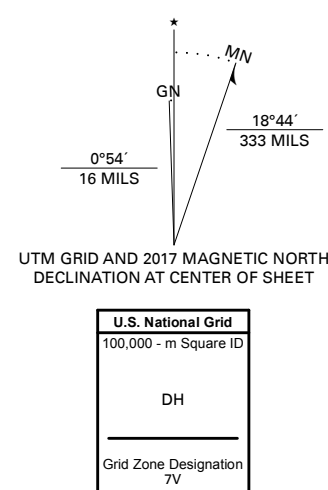 ★
MN
GN
18°44´
333 MILS
0°54´
16 MILS
UTM GRID AND 2017 MAGNETIC NORTH
DECLINATION AT CENTER OF SHEET
U.S. National Grid
100,000 - m Square ID
DH
Grid Zone Designation
7V